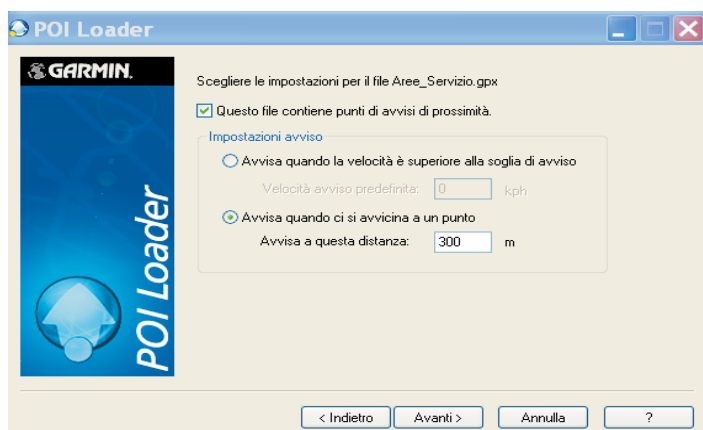 POI Loader
GARMIN.
POI Loader
Scegliere le impostazioni per il file Aree_Servizio.gpx
Questo file contiene punti di avvisi di prossimità.
Impostazioni avviso
Avvisa quando la velocità è superiore alla soglia di avviso
Velocità avviso predefinita: 0 kph
Avvisa quando ci si avvicina a un punto
Avvisa a questa distanza: 300 m
< Indietro Avanti > Annulla ?